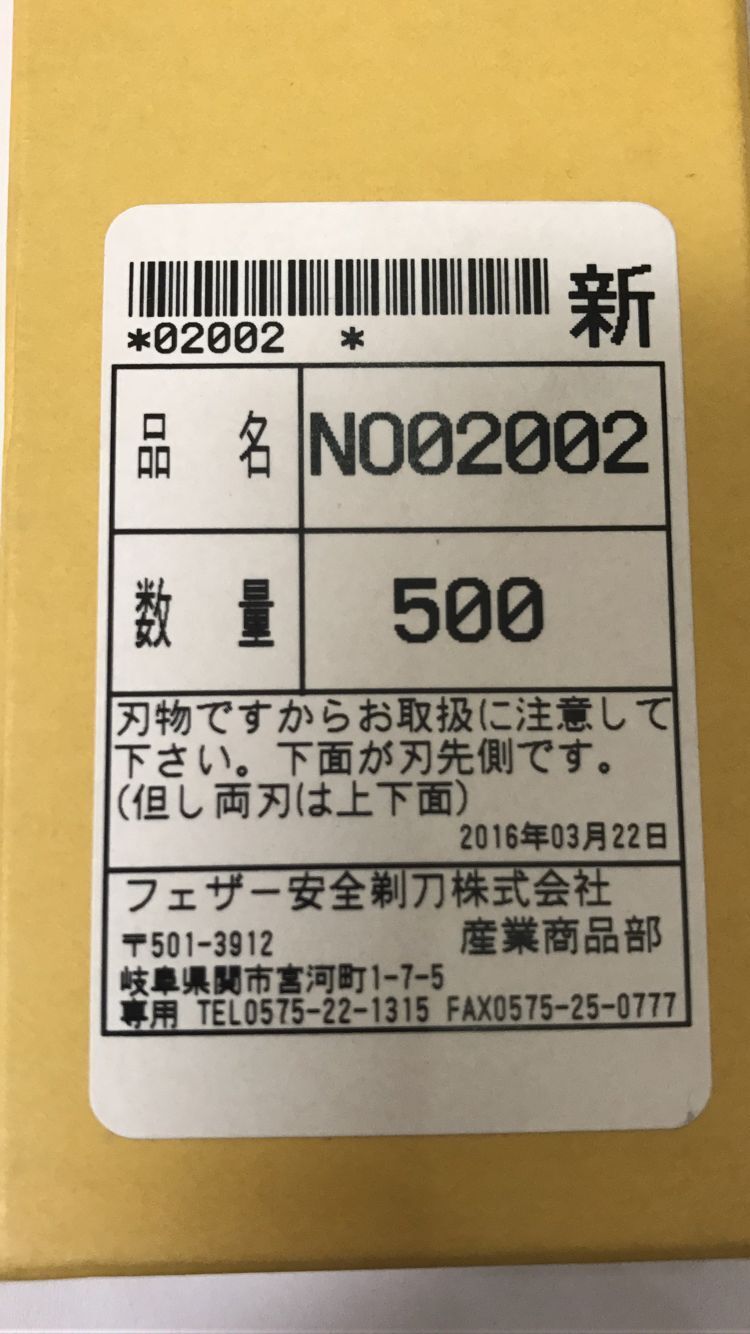 *02002 *
新
品名 NO02002
数量 500
刃物ですからお取扱に注意して
下さい。下面が刃先側です。
(但し両刃は上下面)
2016年03月22日
フェザー安全剃刀株式会社
〒501-3912 産業商品部
岐阜県関市宮河町1-7-5
専用 TEL0575-22-1315 FAX0575-25-0777